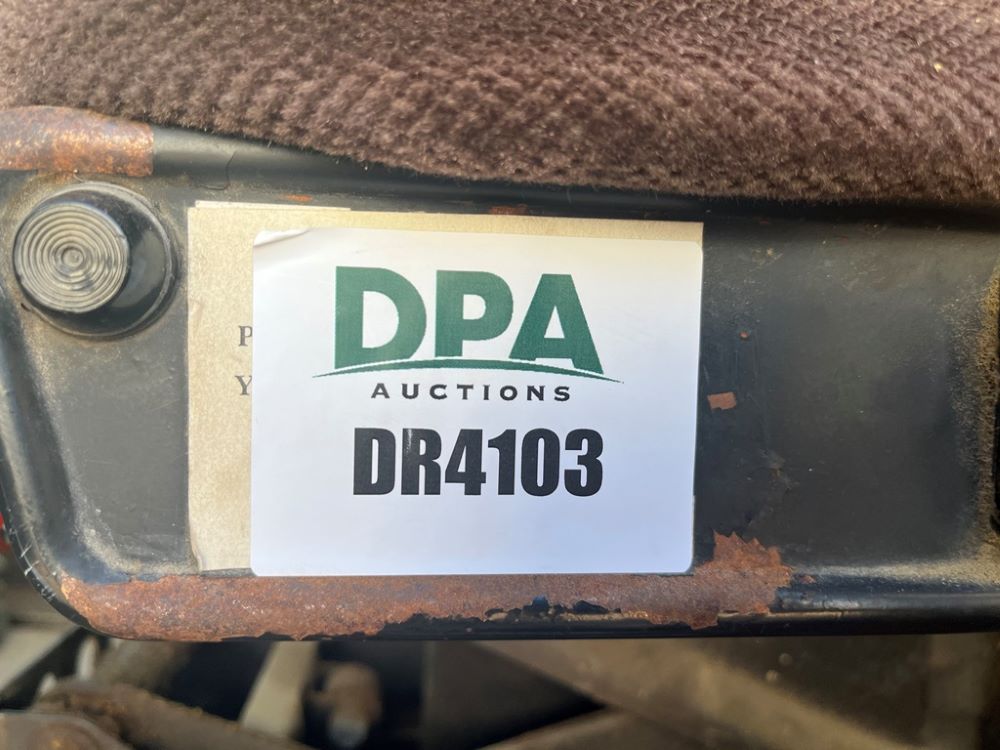 DPA
AUCTIONS
DR4103
P
Y